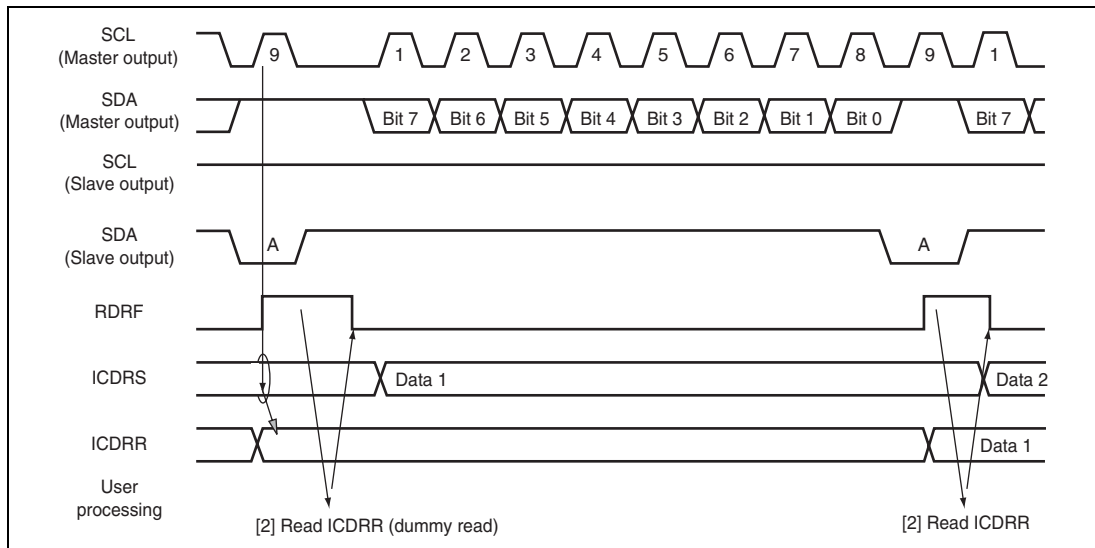 SCL
(Master output)
9 1 2 3 4 5 6 7 8 9 1
SDA
(Master output)
Bit 7 Bit 6 Bit 5 Bit 4 Bit 3 Bit 2 Bit 1 Bit 0 Bit 7
SCL
(Slave output)
SDA
(Slave output)
A A
RDRF
ICDRS
Data 1 Data 2
ICDRR
Data 1
User
processing
[2] Read ICDRR (dummy read) [2] Read ICDRR